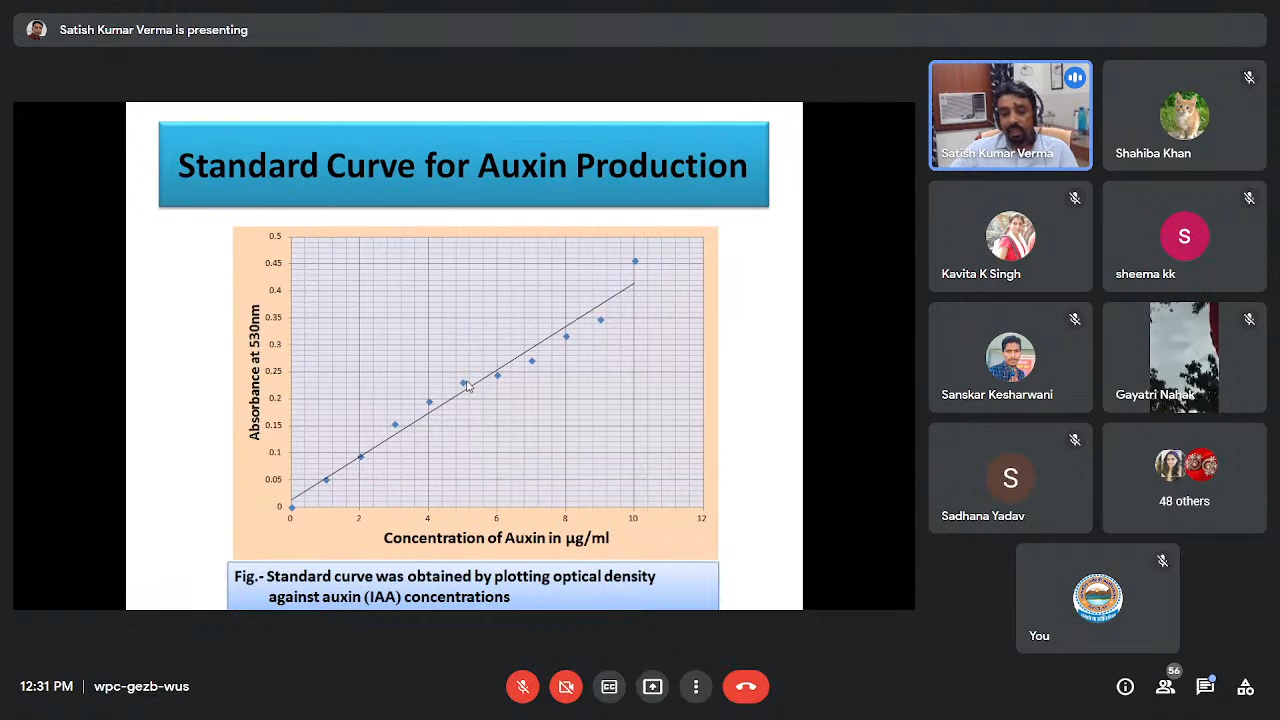 Satish Kumar Verma is presenting
Standard Curve for Auxin Production
0.5
0.45
0.4
0.35
0.3
0.25
0.2
0.15
0.1
0.05
0
0 2 4 6 8 10 12
Absorbance at 530nm
Concentration of Auxin in µg/ml
Fig.- Standard curve was obtained by plotting optical density
against auxin (IAA) concentrations
Satish Kumar Verma
Shahiba Khan
Kavita K Singh
S
sheema kk
Sanskar Kesharwani
Gayatri Nahak
S
Sadhana Yadav
48 others
You
12:31 PM | wpc-gezb-wus
CC
56